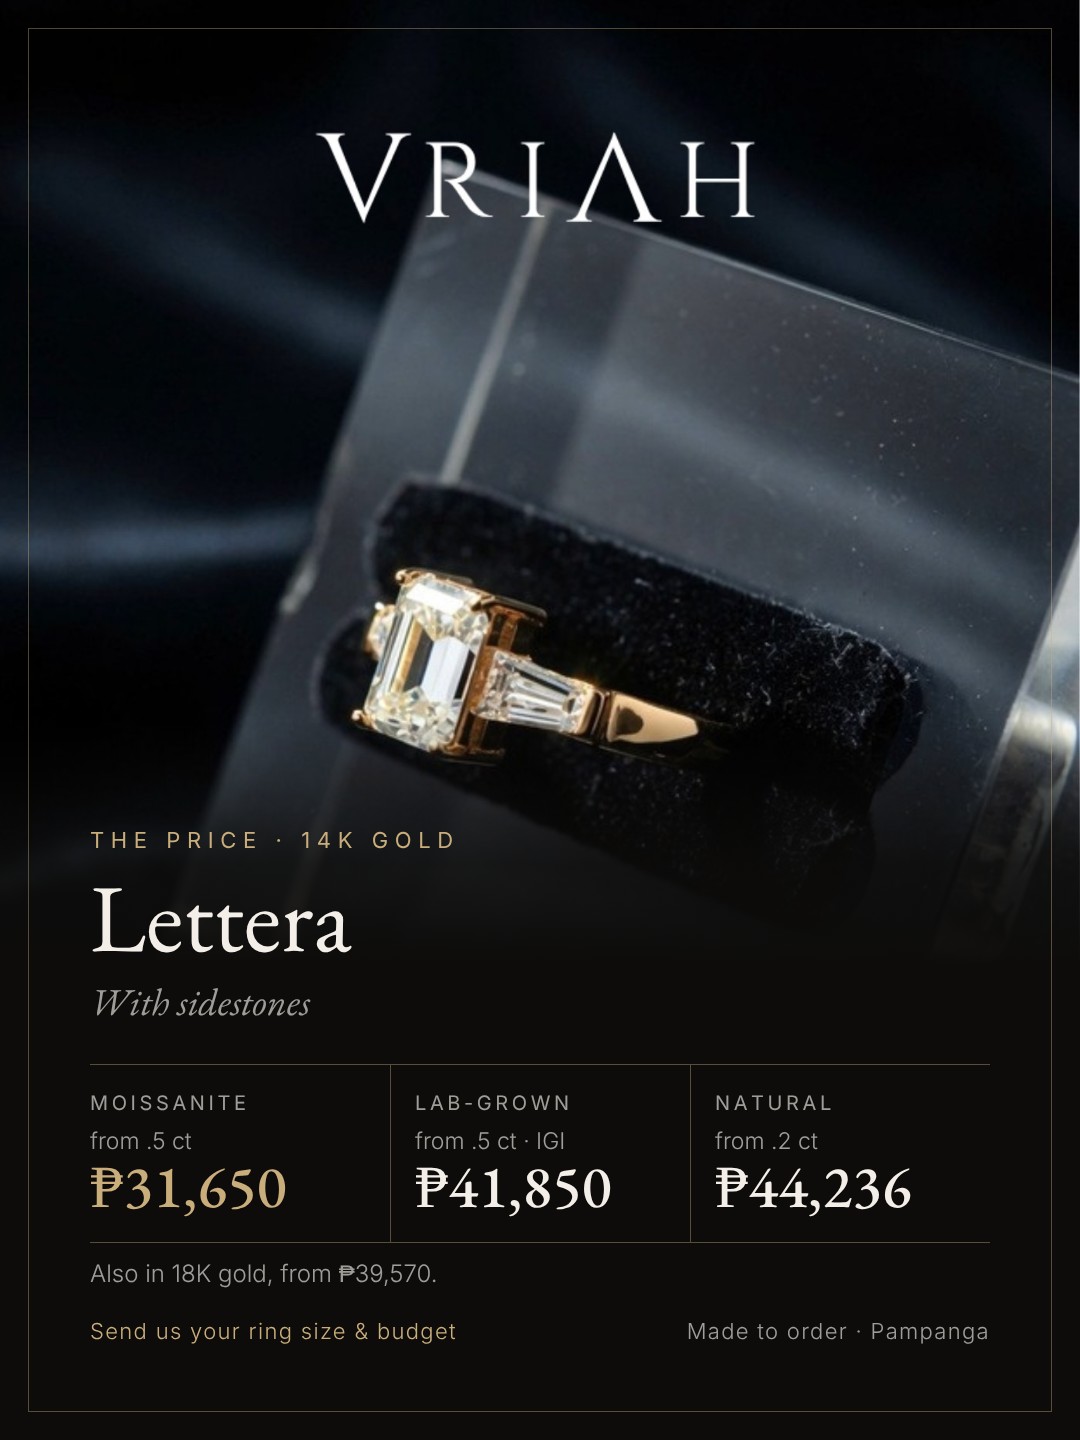 VRIAH
THE PRICE · 14K GOLD
Lettera
With sidestones
MOISSANITE
from .5 ct
₱31,650
LAB-GROWN
from .5 ct · IGI
₱41,850
NATURAL
from .2 ct
₱44,236
Also in 18K gold, from ₱39,570.
Send us your ring size & budget
Made to order · Pampanga